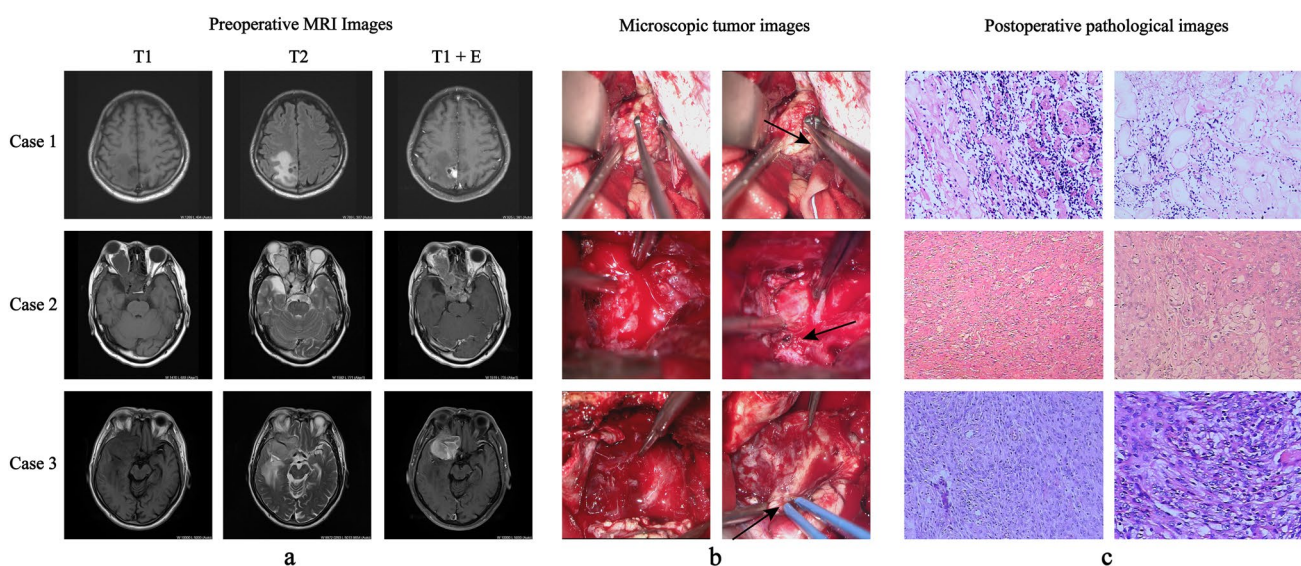 Preoperative MRI Images
Microscopic tumor images
Postoperative pathological images
T1
T2
T1 + E
Case 1
Case 2
Case 3
a
b
c